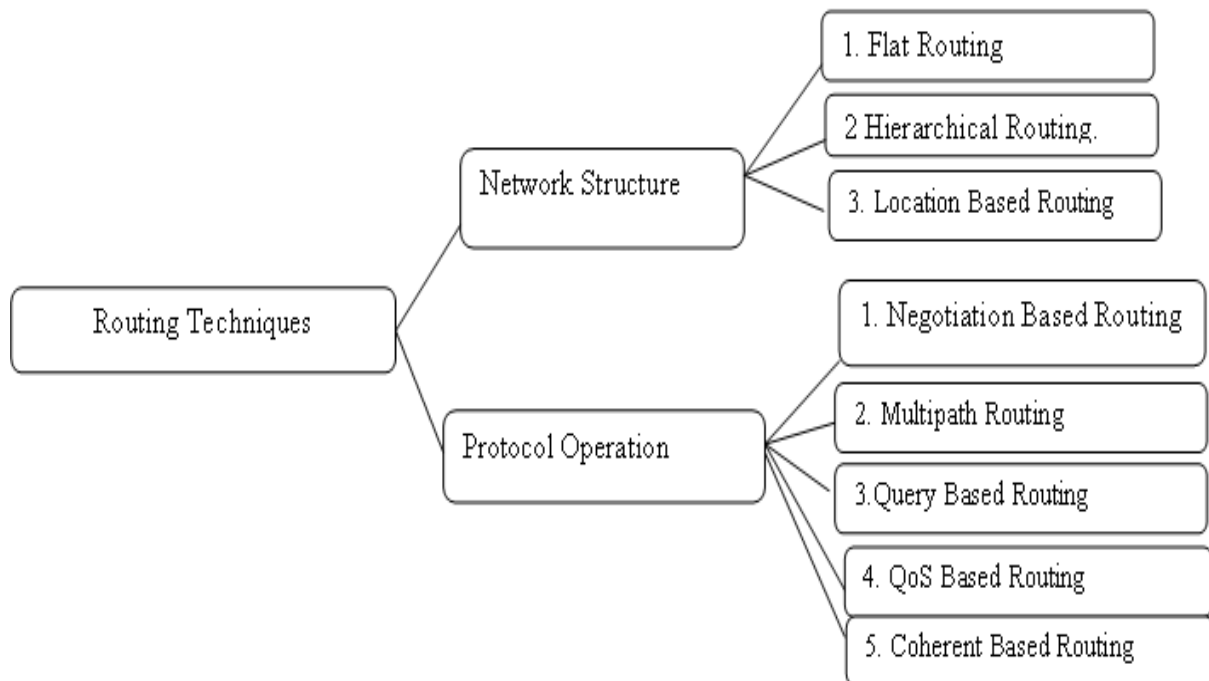 Routing Techniques
Network Structure
1. Flat Routing
2 Hierarchical Routing.
3. Location Based Routing
Protocol Operation
1. Negotiation Based Routing
2. Multipath Routing
3.Query Based Routing
4. QoS Based Routing
5. Coherent Based Routing